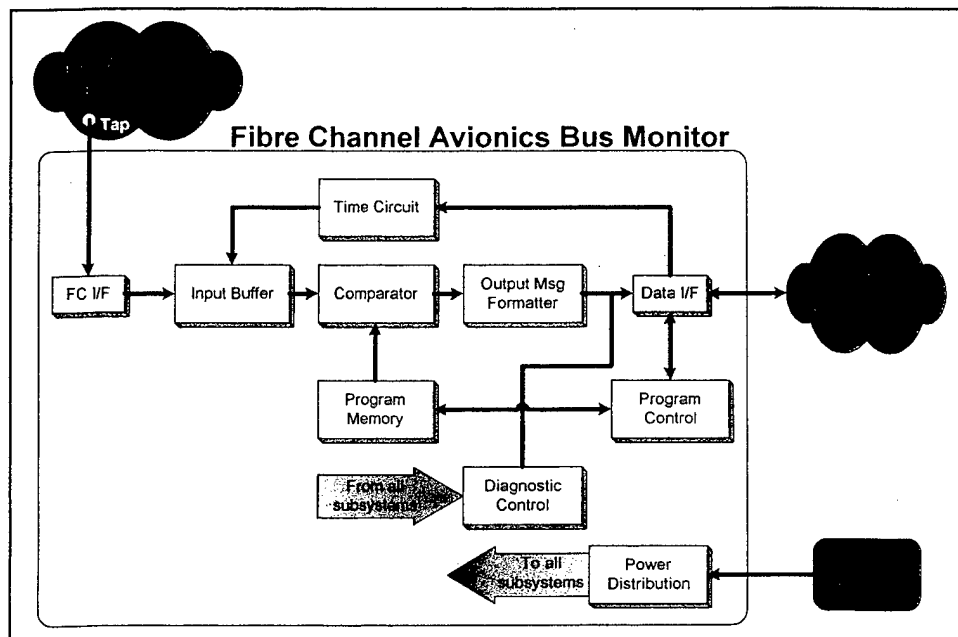 Tap
Fibre Channel Avionics Bus Monitor
Time Circuit
FC I/F
Input Buffer
Comparator
Output Msg
Formatter
Data I/F
Program
Memory
Program
Control
From all
subsystems
Diagnostic
Control
To all
subsystems
Power
Distribution